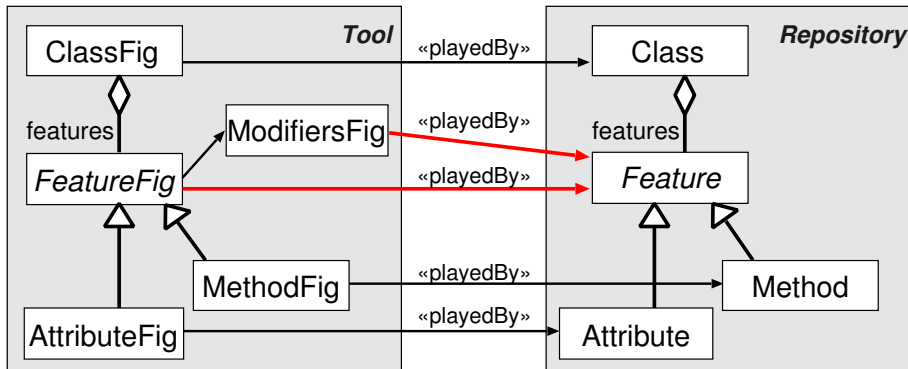 Tool
Repository
ClassFig
«playedBy»
Class
features
ModifiersFig
«playedBy»
features
FeatureFig
«playedBy»
Feature
MethodFig
«playedBy»
Method
AttributeFig
«playedBy»
Attribute